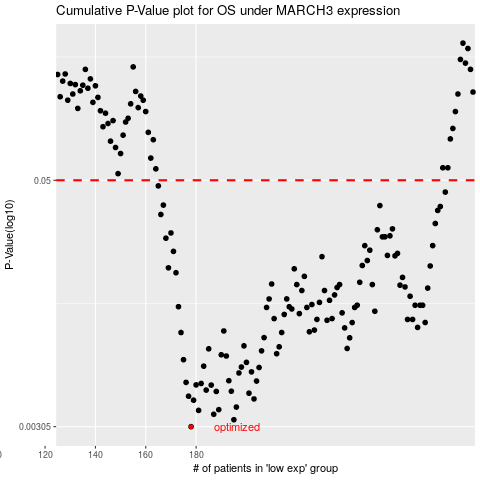 Cumulative P-Value plot for OS under MARCH3 expression
P-Value(log10)
0.05
0.00305
optimized
0 120 140 160 180
# of patients in 'low exp' group